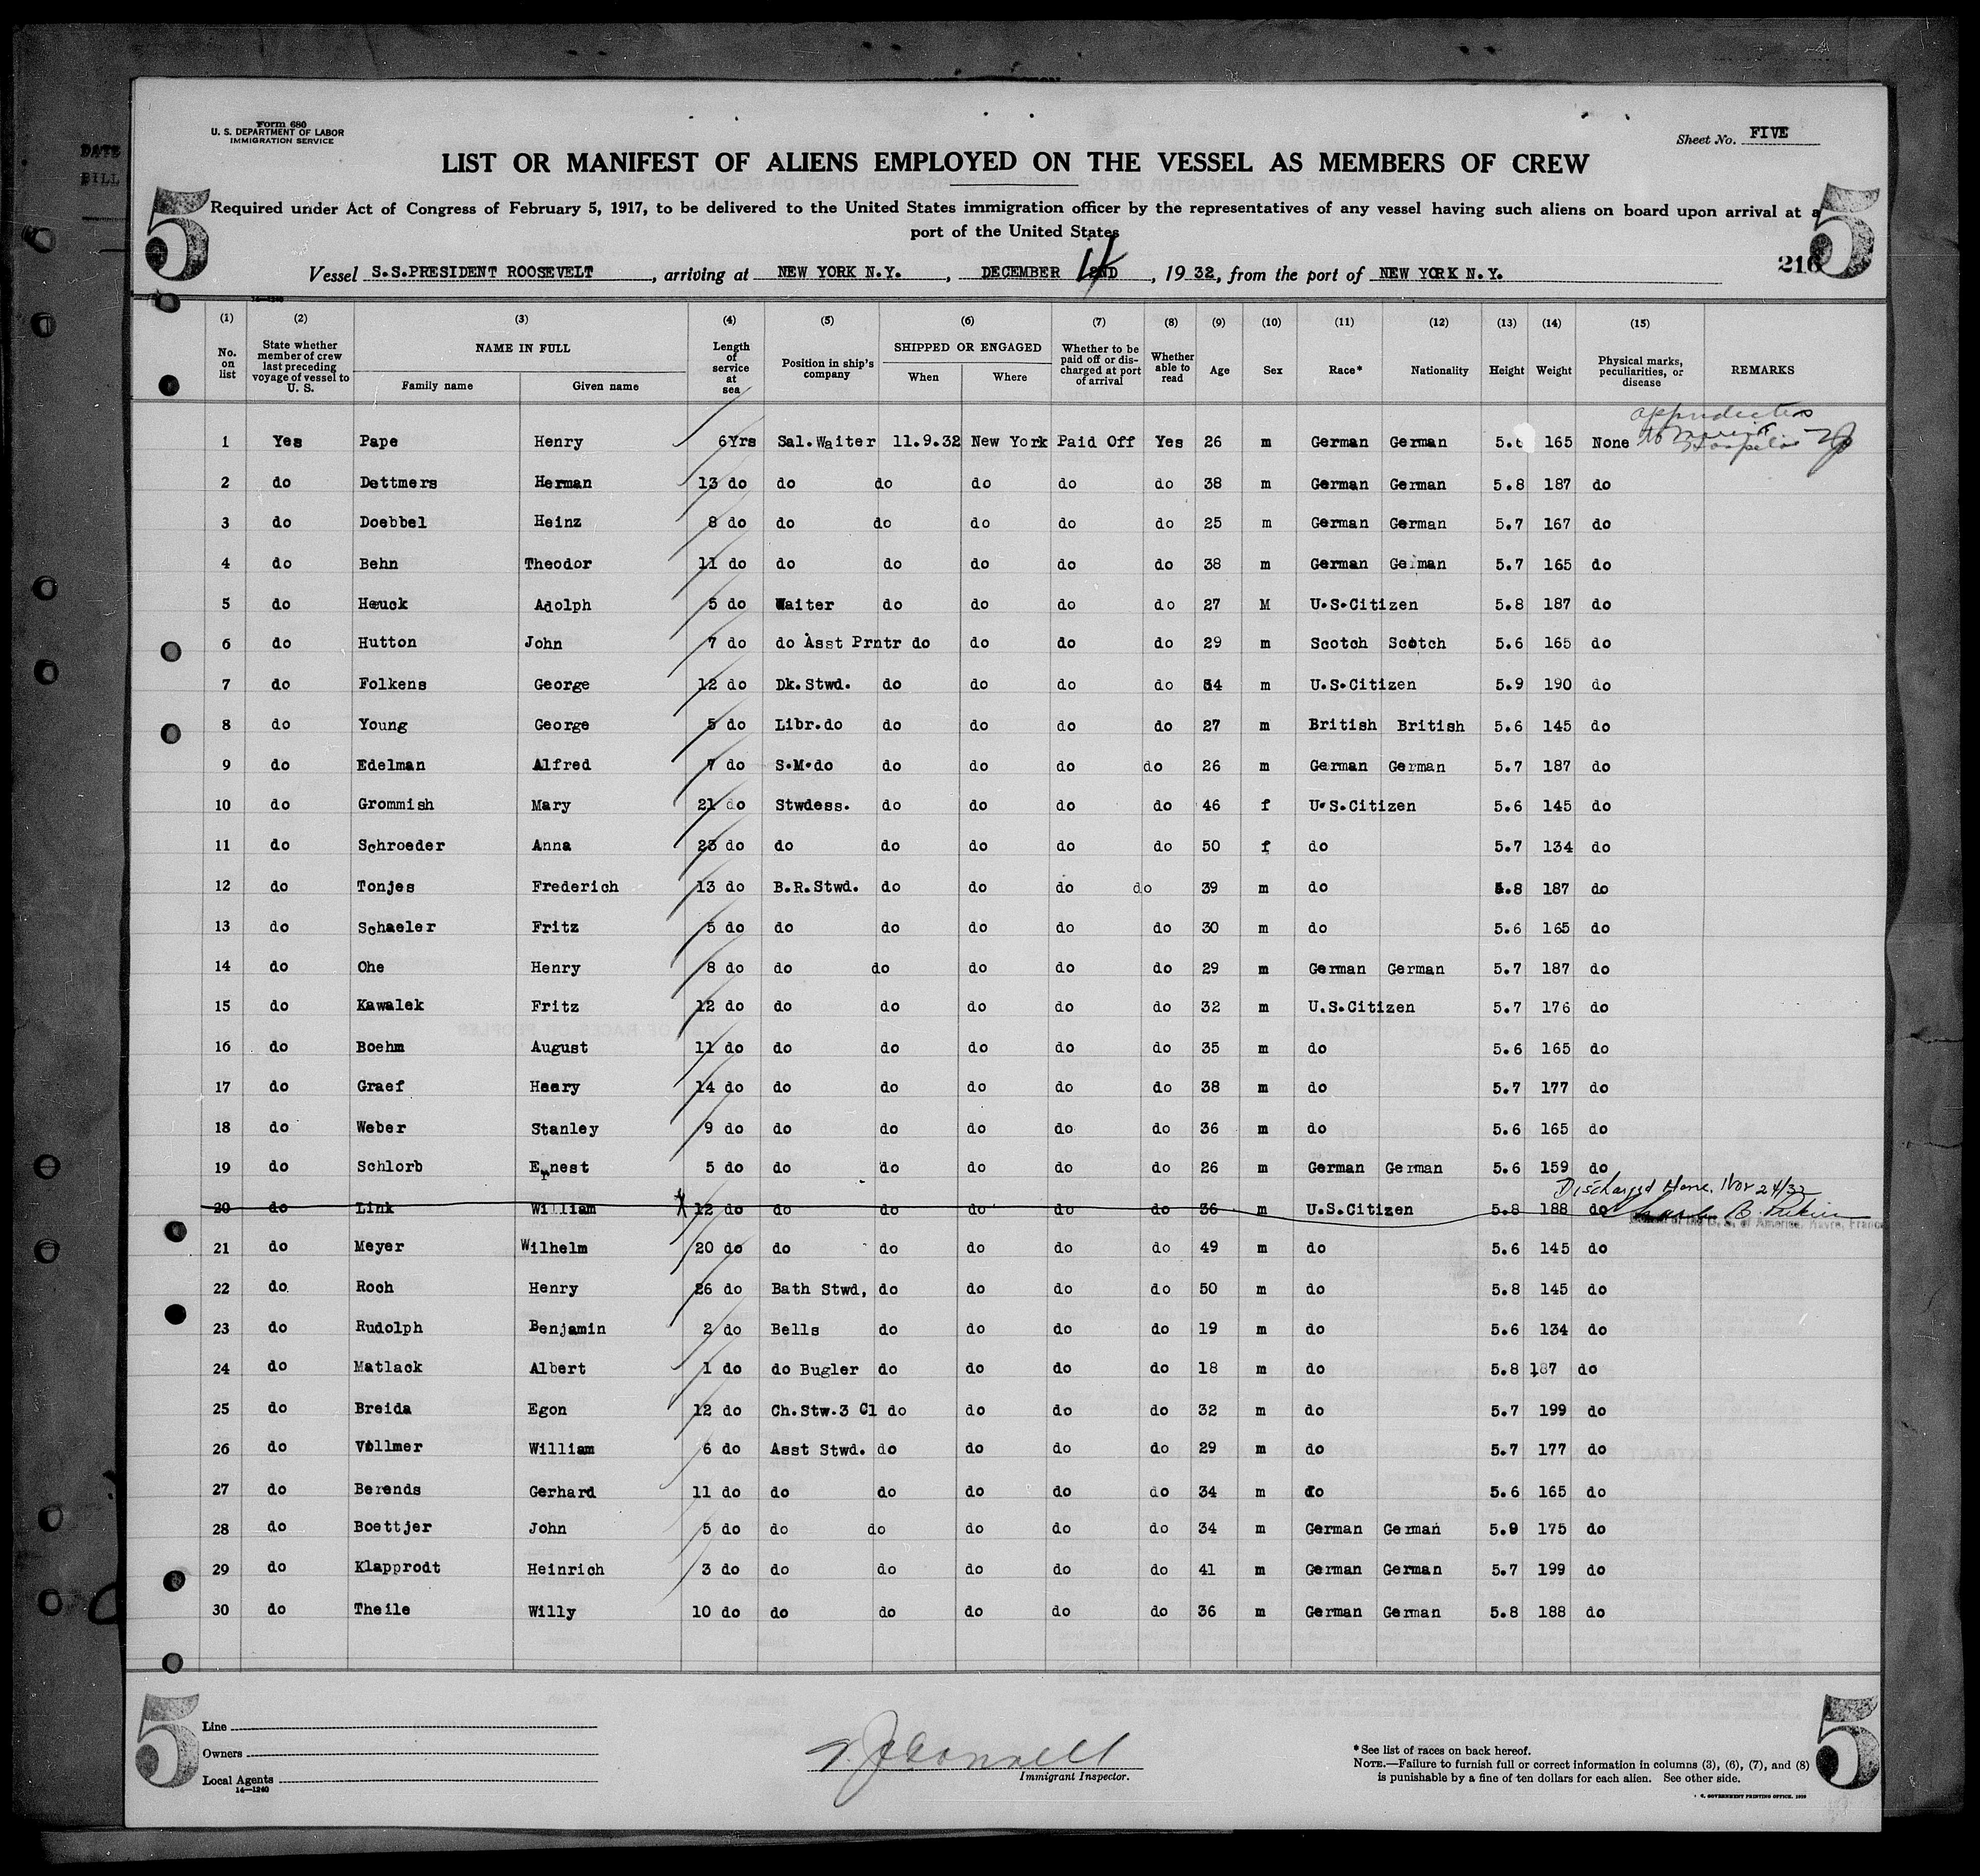 Form 680
U. S. DEPARTMENT OF LABOR
IMMIGRATION SERVICE
Sheet No. FIVE
LIST OR MANIFEST OF ALIENS EMPLOYED ON THE VESSEL AS MEMBERS OF CREW
5 5
Required under Act of Congress of February 5, 1917, to be delivered to the United States immigration officer by the representatives of any vessel having such aliens on board upon arrival at a
port of the United States
216
Vessel S.S.PRESIDENT ROOSEVELT, arriving at NEW YORK N.Y., DECEMBER 2ND, 1932, from the port of NEW YORK N.Y.
14-1240
(1) (2) (3) (4) (5) (6) (7) (8) (9) (10) (11) (12) (13) (14) (15)
No. on list State whether member of crew last preceding voyage of vessel to U. S. NAME IN FULL Family name Given name Length of service at sea Position in ship's company SHIPPED OR ENGAGED When Where Whether to be paid off or discharged at port of arrival Whether able to read Age Sex Race* Nationality Height Weight Physical marks, peculiarities, or disease REMARKS
1 Yes Pape Henry 6Yrs Sal.Waiter 11.9.32 New York Paid Off Yes 26 m German German 165 None
2 do Dettmers Herman 13 do do do do do do 38 m German German 5.8 187 do
3 do Doebbel Heinz 8 do do do do do do 25 m German German 5.7 167 do
4 do Behn Theodor 11 do do do do do do 38 m German German 5.7 165 do
5 do Heuck Adolph 5 do Waiter do do do do 27 M U.S.Citizen 5.8 187 do
6 do Hutton John 7 do do Asst Prntr do do do do 29 m Scotch Scotch 5.6 165 do
7 do Folkens George 12 do Dk.Stwd. do do do do 34 m U.S.Citizen 5.9 190 do
8 do Young George 5 do Libr.do do do do do 27 m British British 5.6 145 do
9 do Edelman Alfred 7 do S.M.do do do do do 26 m German German 5.7 187 do
10 do Grommish Mary 21 do Stwdess. do do do do 46 f U.S.Citizen 5.6 145 do
11 do Schroeder Anna 23 do do do do do do 50 f do 5.7 134 do
12 do Tonjes Frederich 13 do B.R.Stwd. do do do do 39 m do 5.8 187 do
13 do Schaeler Fritz 5 do do do do do do 30 m do 5.6 165 do
14 do Ohe Henry 8 do do do do do do 29 m German German 5.7 187 do
15 do Kawalek Fritz 12 do do do do do do 32 m U.S.Citizen 5.7 176 do
16 do Boehm August 11 do do do do do do 35 m do 5.6 165 do
17 do Graef Heary 14 do do do do do do 38 m do 5.7 177 do
18 do Weber Stanley 9 do do do do do do 36 m do 5.6 165 do
19 do Schlorb Ernest 5 do do do do do do 26 m German German 5.6 159 do
Discharged Havre, Nov 24/32
20 do Link William 12 do do do do do do 36 m U.S.Citizen 5.8 188 do
of the U. S. of America, Havre, France
21 do Meyer Wilhelm 20 do do do do do do 49 m do 5.6 145 do
22 do Roch Henry 26 do Bath Stwd, do do do do 50 m do 5.8 145 do
23 do Rudolph Benjamin 2 do Bells do do do do 19 m do 5.6 134 do
24 do Matlack Albert 1 do do Bugler do do do do 18 m do 5.8 187 do
25 do Breida Egon 12 do Ch.Stw.3 Cl do do do do 32 m do 5.7 199 do
26 do Vollmer William 6 do Asst Stwd. do do do do 29 m do 5.7 177 do
27 do Berends Gerhard 11 do do do do do do 34 m do 5.6 165 do
28 do Boettjer John 5 do do do do do do 34 m German German 5.9 175 do
29 do Klapprodt Heinrich 3 do do do do do do 41 m German German 5.7 199 do
30 do Theile Willy 10 do do do do do do 36 m German German 5.8 188 do
5 5
Line
Owners
Local Agents
14-1240
Immigrant Inspector.
*See list of races on back hereof.
NOTE.—Failure to furnish full or correct information in columns (3), (6), (7), and (8)
is punishable by a fine of ten dollars for each alien. See other side.
GOVERNMENT PRINTING OFFICE